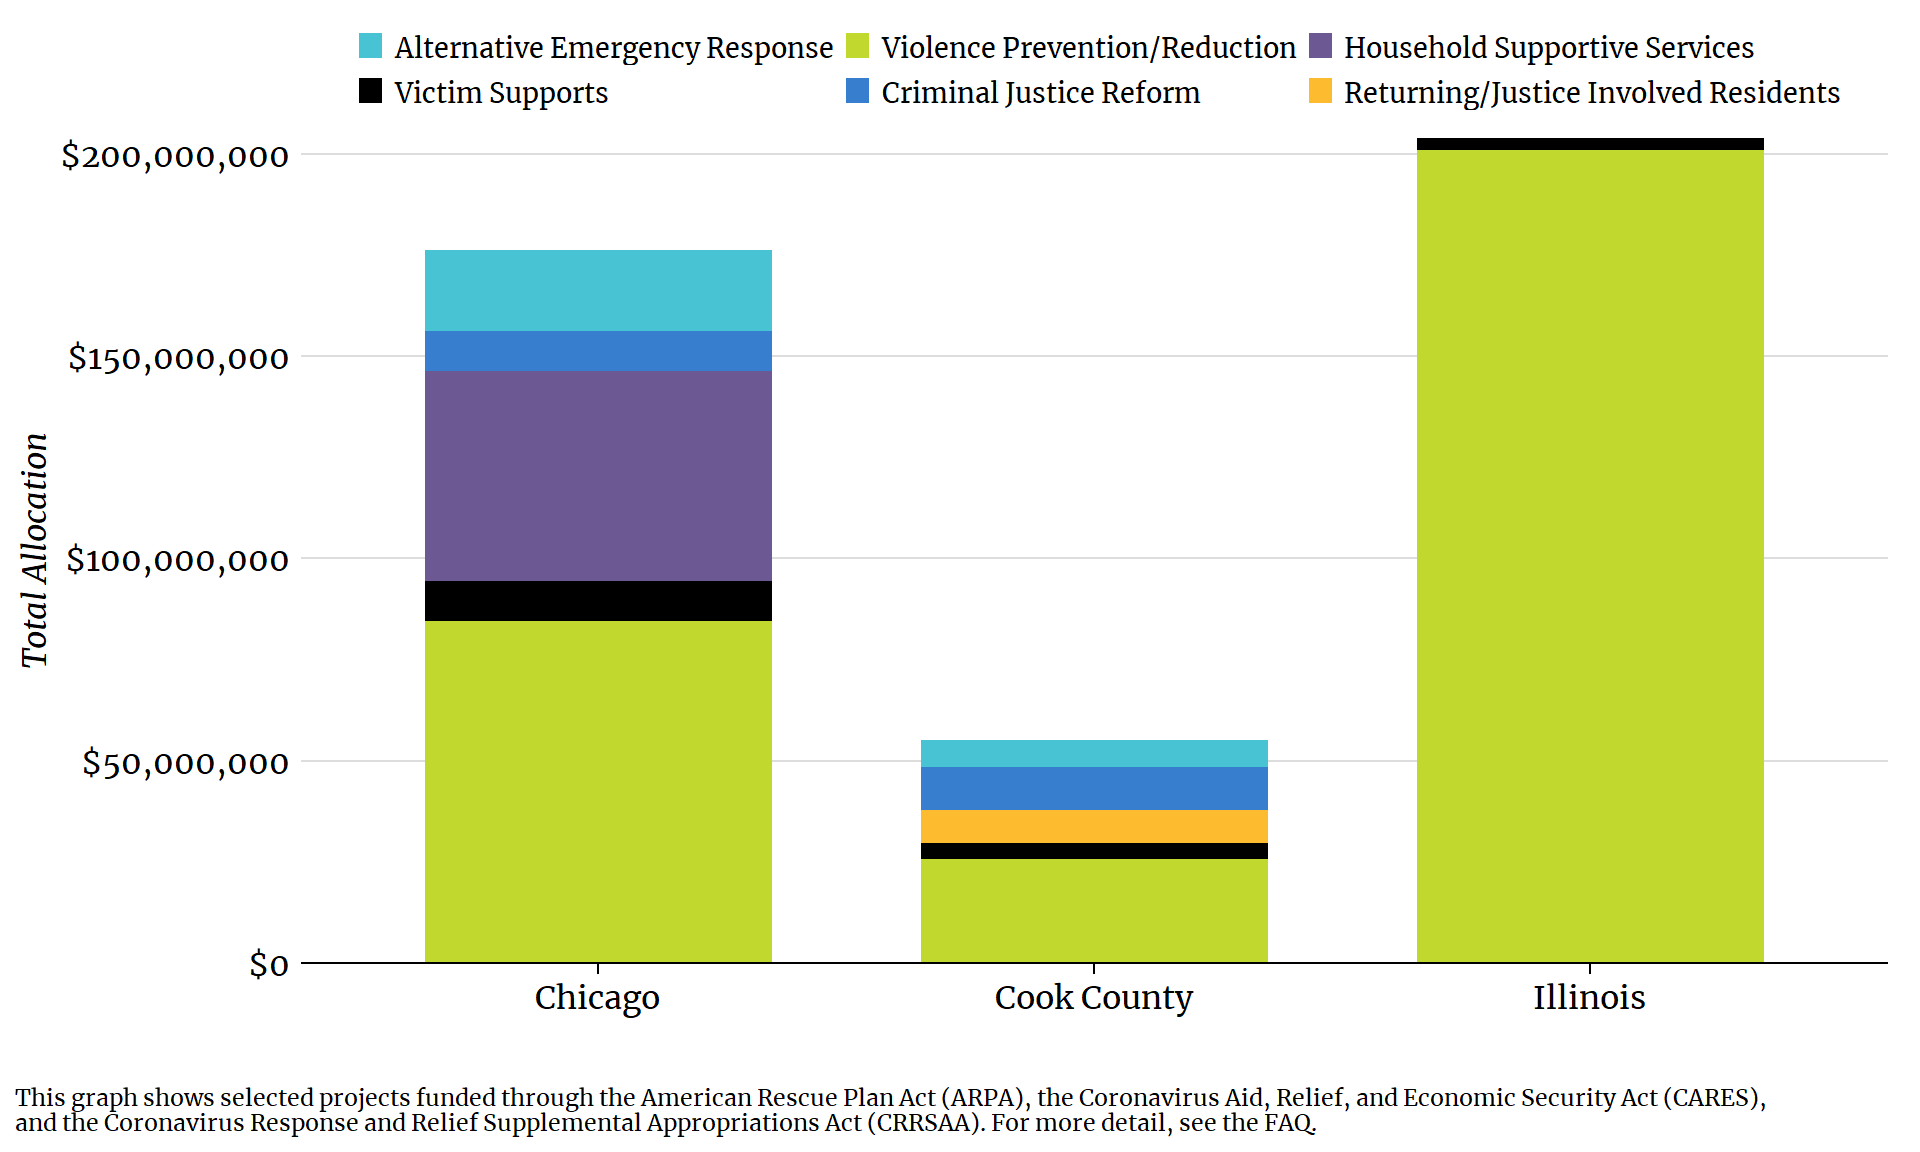 Alternative Emergency Response Violence Prevention/Reduction Household Supportive Services
Victim Supports Criminal Justice Reform Returning/Justice Involved Residents
$200,000,000
$150,000,000
$100,000,000
$50,000,000
$0
Total Allocation
Chicago Cook County Illinois
This graph shows selected projects funded through the American Rescue Plan Act (ARPA), the Coronavirus Aid, Relief, and Economic Security Act (CARES),
and the Coronavirus Response and Relief Supplemental Appropriations Act (CRRSAA). For more detail, see the FAQ.